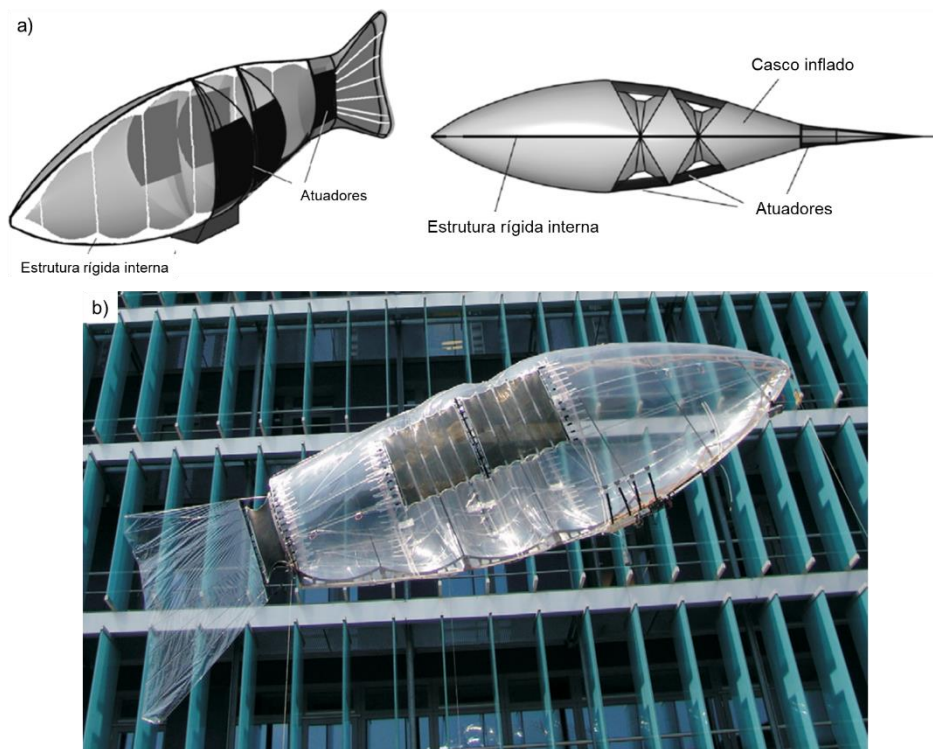 a)
Atuadores
Estrutura rígida interna
Casco inflado
Estrutura rígida interna
Atuadores
b)